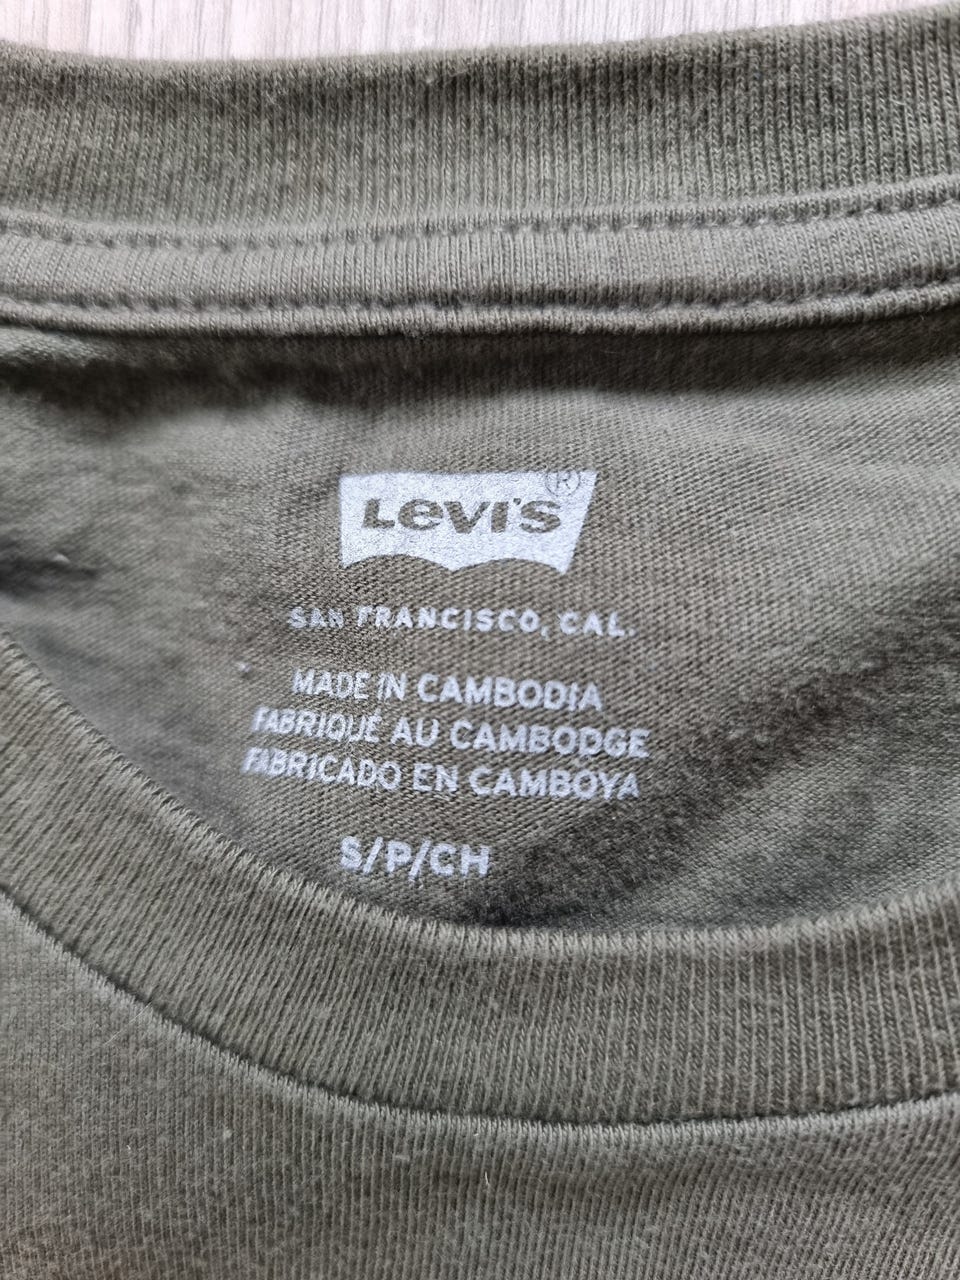 Levi's®
SAN FRANCISCO, CAL.
MADE IN CAMBODIA
FABRIQUÉ AU CAMBODGE
FABRICADO EN CAMBOYA
S/P/CH